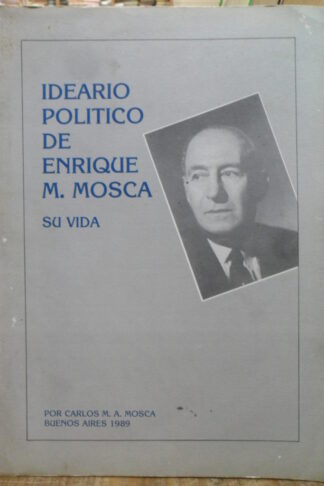 IDEARIO
POLITICO
DE
ENRIQUE
M. MOSCA
SU VIDA
POR CARLOS M. A. MOSCA
BUENOS AIRES 1989